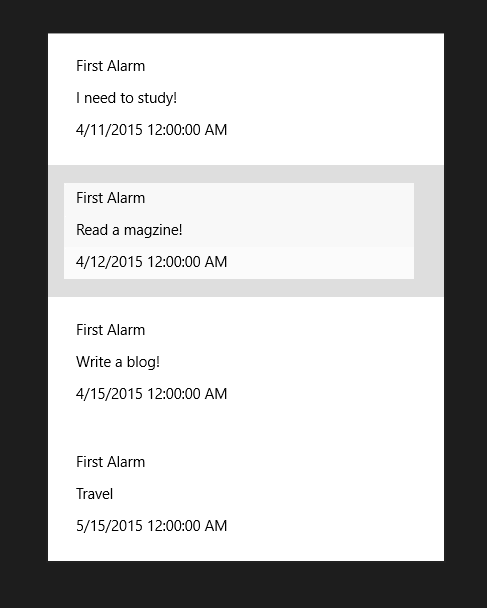 First Alarm
I need to study!
4/11/2015 12:00:00 AM
First Alarm
Read a magzine!
4/12/2015 12:00:00 AM
First Alarm
Write a blog!
4/15/2015 12:00:00 AM
First Alarm
Travel
5/15/2015 12:00:00 AM